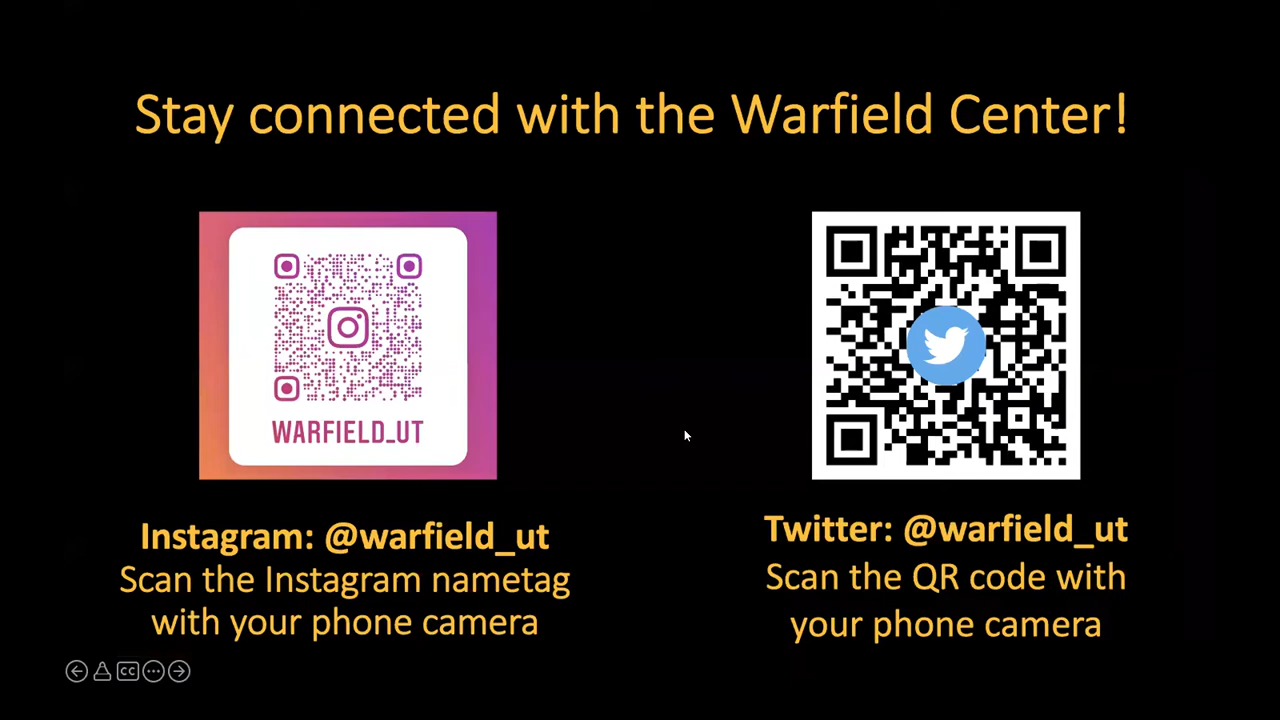 Stay connected with the Warfield Center!
WARFIELD_UT
Instagram: @warfield_ut
Scan the Instagram nametag
with your phone camera
Twitter: @warfield_ut
Scan the QR code with
your phone camera
CC